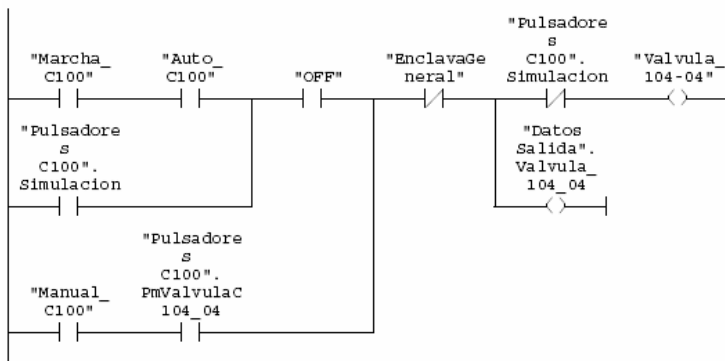 "Pulsadore
s
"Marcha_ "Auto_ "EnclavaGe C100". "Valvula_
C100" C100" "OFF" neral" Simulacion 104-04"
"Pulsadore
s
C100".
Simulacion
"Datos
Salida".
Valvula_
104_04
"Pulsadore
s
C100".
"Manual_ PmValvulaC
C100" 104_04